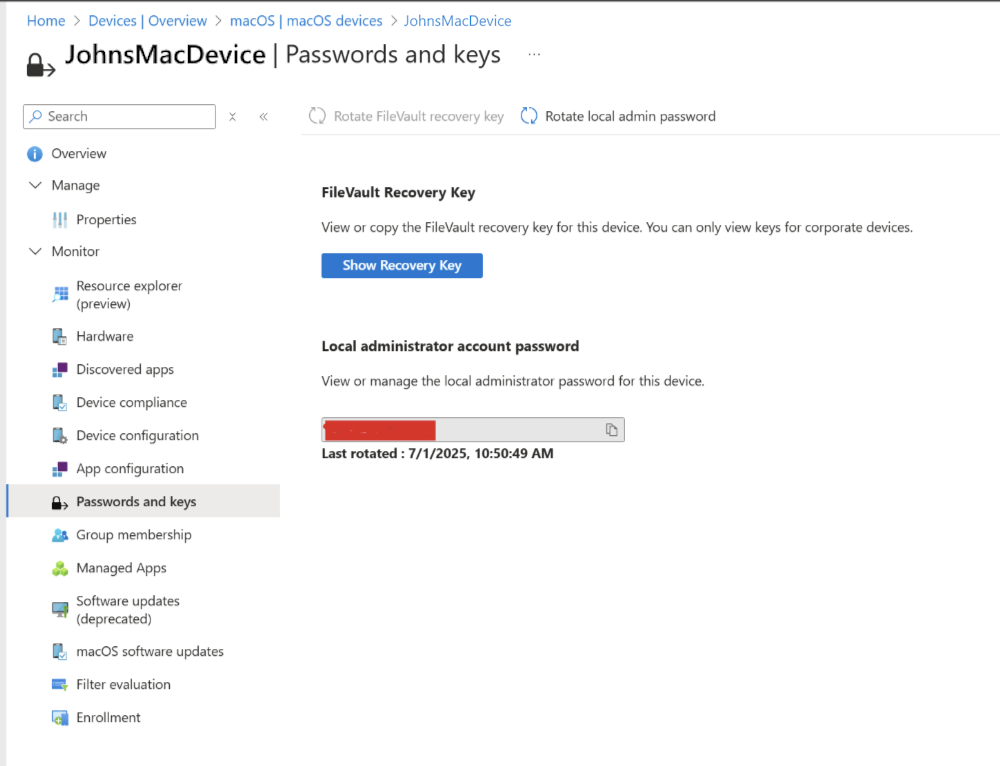 Home > Devices | Overview > macOS | macOS devices > JohnsMacDevice
JohnsMacDevice | Passwords and keys ...
Search
Rotate FileVault recovery key
Rotate local admin password
Overview
Manage
Properties
Monitor
Resource explorer
(preview)
Hardware
Discovered apps
Device compliance
Device configuration
App configuration
Passwords and keys
Group membership
Managed Apps
Software updates
(deprecated)
macOS software updates
Filter evaluation
Enrollment
FileVault Recovery Key
View or copy the FileVault recovery key for this device. You can only view keys for corporate devices.
Show Recovery Key
Local administrator account password
View or manage the local administrator password for this device.
Last rotated : 7/1/2025, 10:50:49 AM